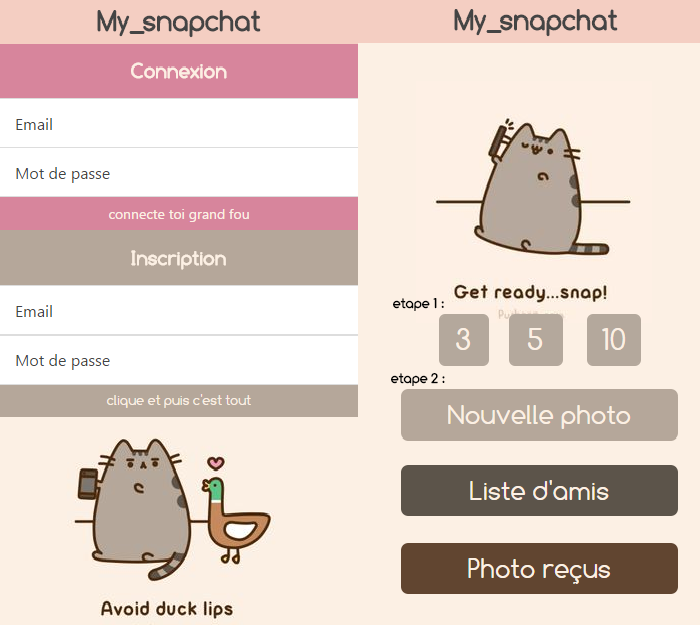 My_snapchat
Connexion
Email
Mot de passe
connecte toi grand fou
Inscription
Email
Mot de passe
clique et puis c'est tout
Avoid duck lips
My_snapchat
Get ready...snap!
etape 1 :
3 5 10
etape 2 :
Nouvelle photo
Liste d'amis
Photo reçus